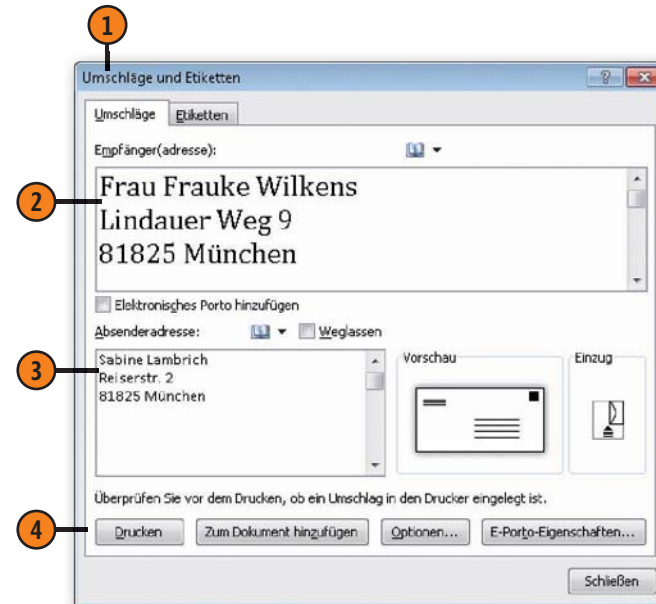 1
Umschläge und Etiketten
Umschläge Etiketten
Empfänger(adresse):
2
Frau Frauke Wilkens
Lindauer Weg 9
81825 München
Elektronisches Porto hinzufügen
Absenderadresse: Weglassen
3
Sabine Lambrich
Reiserstr. 2
81825 München
Vorschau
Einzug
Überprüfen Sie vor dem Drucken, ob ein Umschlag in den Drucker eingelegt ist.
4
Drucken Zum Dokument hinzufügen Optionen... E-Porto-Eigenschaften...
Schließen